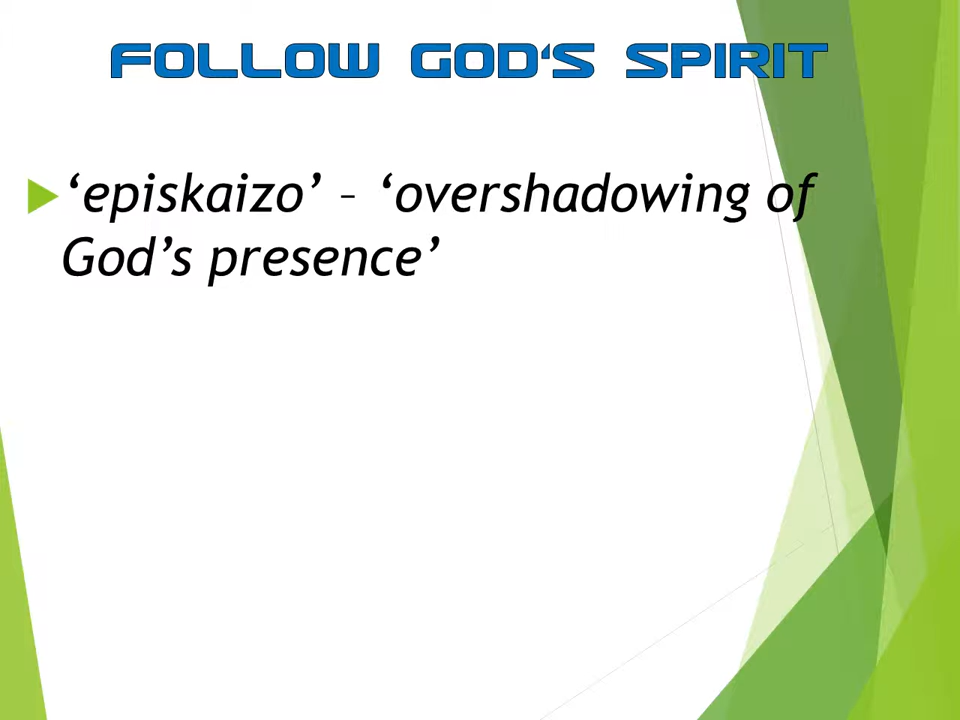 FOLLOW GOD‘S SPIRIT
‘episkaizo’ – ‘overshadowing of
God’s presence’